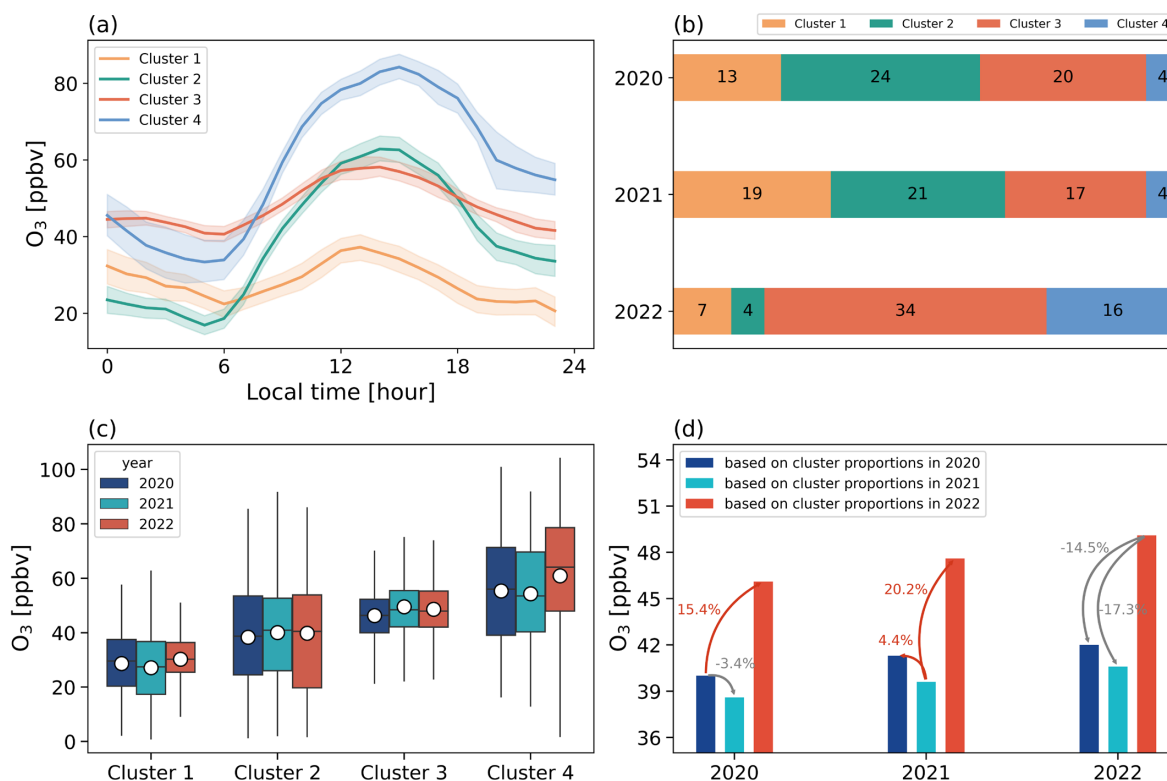 (a)
Cluster 1
Cluster 2
Cluster 3
Cluster 4
O₃ [ppbv]
80
60
40
20
0 6 12 18 24
Local time [hour]
(b)
Cluster 1 Cluster 2 Cluster 3 Cluster 4
2020 13 24 20 4
2021 19 21 17 4
2022 7 4 34 16
(c)
year
2020
2021
2022
O₃ [ppbv]
100
80
60
40
20
0
Cluster 1 Cluster 2 Cluster 3 Cluster 4
(d)
based on cluster proportions in 2020
based on cluster proportions in 2021
based on cluster proportions in 2022
O₃ [ppbv]
54
51
48
45
42
39
36
15.4%
-3.4%
4.4%
20.2%
-14.5%
-17.3%
2020 2021 2022